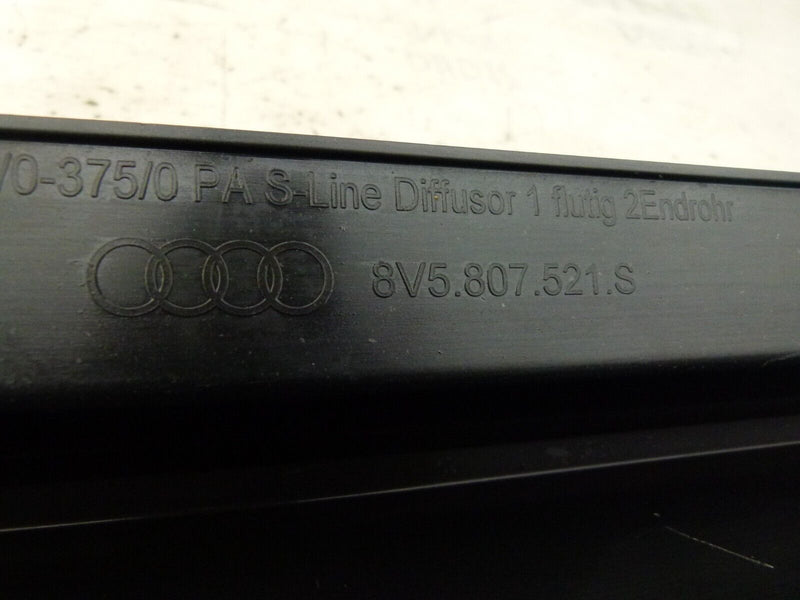 /0-375/0 PA S-Line Diffusor 1 flutig 2Endrohr
8V5.807.521.S